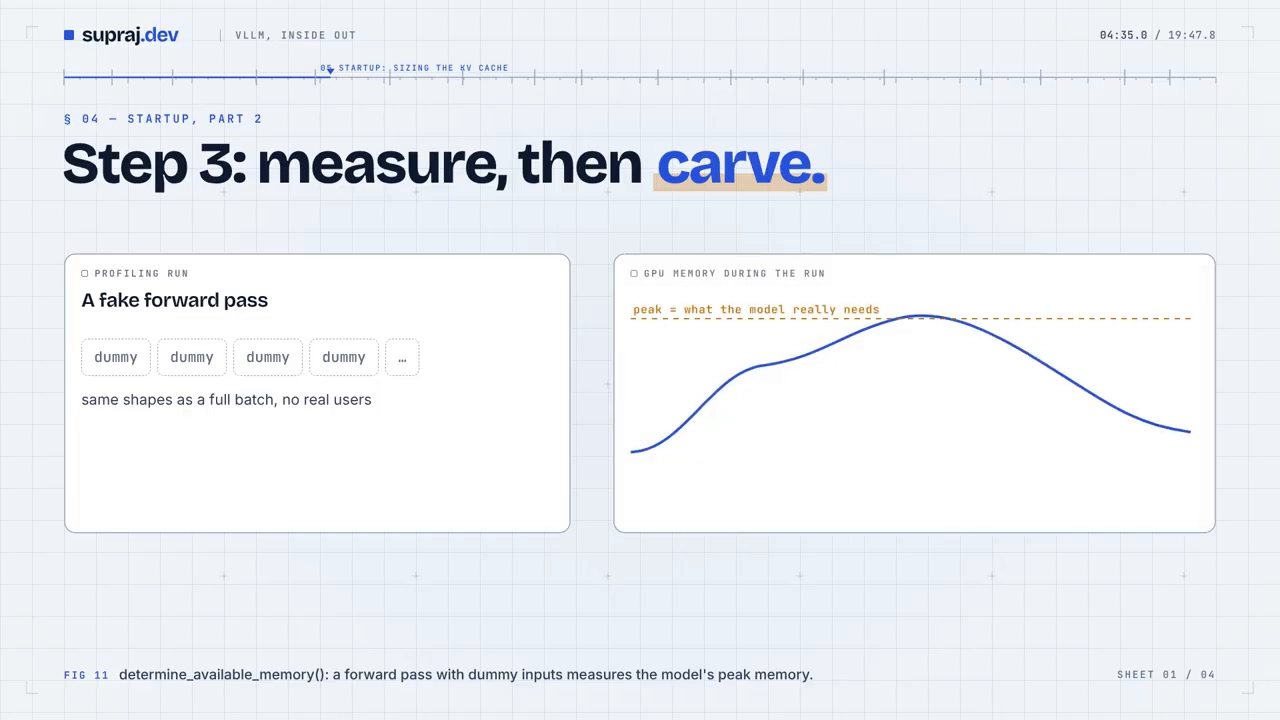 supraj.dev
VLLM, INSIDE OUT
04:35.0 / 19:47.8
05 STARTUP: SIZING THE KV CACHE
§ 04 — STARTUP, PART 2
Step 3: measure, then carve.
PROFILING RUN
A fake forward pass
dummy dummy dummy dummy …
same shapes as a full batch, no real users
GPU MEMORY DURING THE RUN
peak = what the model really needs
FIG 11 determine_available_memory(): a forward pass with dummy inputs measures the model's peak memory.
SHEET 01 / 04